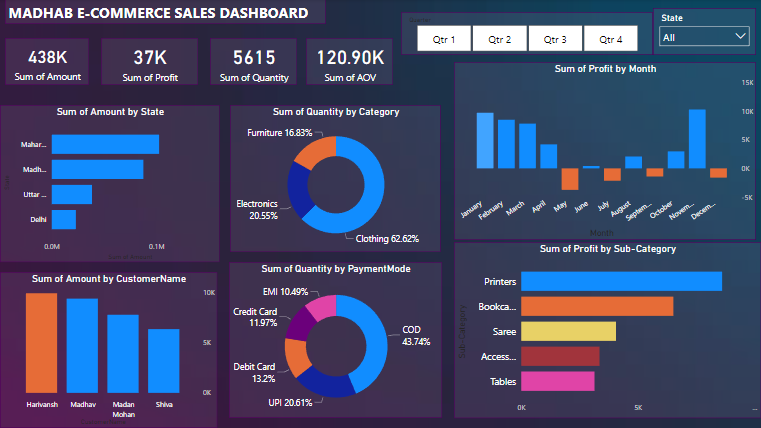 MADHAB E-COMMERCE SALES DASHBOARD
Qtr 1
Qtr 2
Qtr 3
Qtr 4
State
All
438K
Sum of Amount
37K
Sum of Profit
5615
Sum of Quantity
120.90K
Sum of AOV
Sum of Amount by State
Mahar...
Madh...
Uttar ...
Delhi
0.0M
0.1M
Sum of Quantity by Category
Furniture 16.83%
Electronics
20.55%
Clothing 62.62%
Sum of Profit by Month
15K
10K
5K
0K
-5K
January
February
March
April
May
June
July
August
Septem...
October
Novem...
Decem...
Month
Sum of Amount by CustomerName
10K
5K
0K
Harivansh
Madhav
Madan
Mohan
Shiva
Sum of Quantity by PaymentMode
EMI 10.49%
Credit Card
11.97%
Debit Card
13.2%
UPI 20.61%
COD
43.74%
Sum of Profit by Sub-Category
Sub-Category
Printers
Bookca...
Saree
Access...
Tables
0K
5K
...